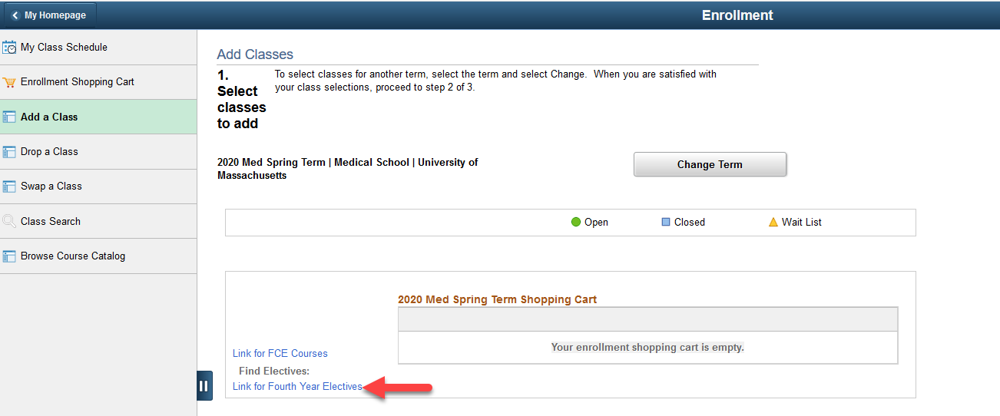 My Homepage
Enrollment
My Class Schedule
Enrollment Shopping Cart
Add a Class
Drop a Class
Swap a Class
Class Search
Browse Course Catalog
Add Classes
1.
Select
classes
to add
To select classes for another term, select the term and select Change.  When you are satisfied with
your class selections, proceed to step 2 of 3.
2020 Med Spring Term | Medical School | University of
Massachusetts
Change Term
Open
Closed
Wait List
2020 Med Spring Term Shopping Cart
Your enrollment shopping cart is empty.
Link for FCE Courses
Find Electives:
Link for Fourth Year Electives